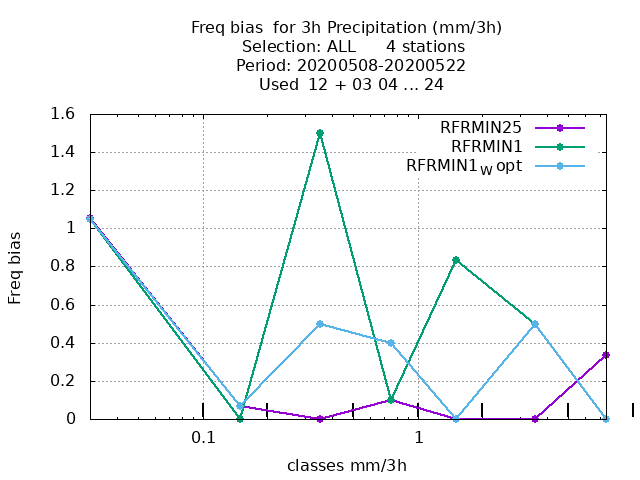 Freq bias for 3h Precipitation (mm/3h)
Selection: ALL 4 stations
Period: 20200508-20200522
Used 12 + 03 04 ... 24
1.6
1.4
1.2
1
0.8
0.6
0.4
0.2
0
Freq bias
RFRMIN25
RFRMIN1
RFRMIN1W opt
0.1
1
classes mm/3h